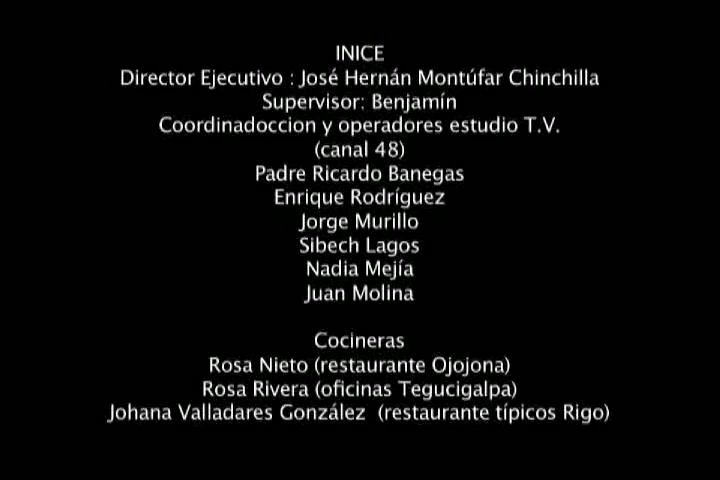 INICE
Director Ejecutivo : José Hernán Montúfar Chinchilla
Supervisor: Benjamín
Coordinadoccion y operadores estudio T.V.
(canal 48)
Padre Ricardo Banegas
Enrique Rodríguez
Jorge Murillo
Sibech Lagos
Nadia Mejía
Juan Molina
Cocineras
Rosa Nieto (restaurante Ojojona)
Rosa Rivera (oficinas Tegucigalpa)
Johana Valladares González  (restaurante típicos Rigo)